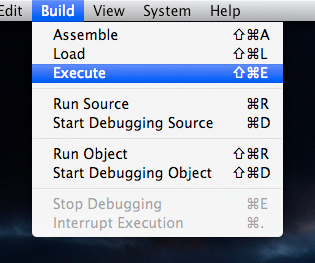 Edit Build View System Help
Assemble ⇧⌘A
Load ⇧⌘L
Execute ⇧⌘E
Run Source ⌘R
Start Debugging Source ⌘D
Run Object ⇧⌘R
Start Debugging Object ⇧⌘D
Stop Debugging ⌘E
Interrupt Execution ⌘.